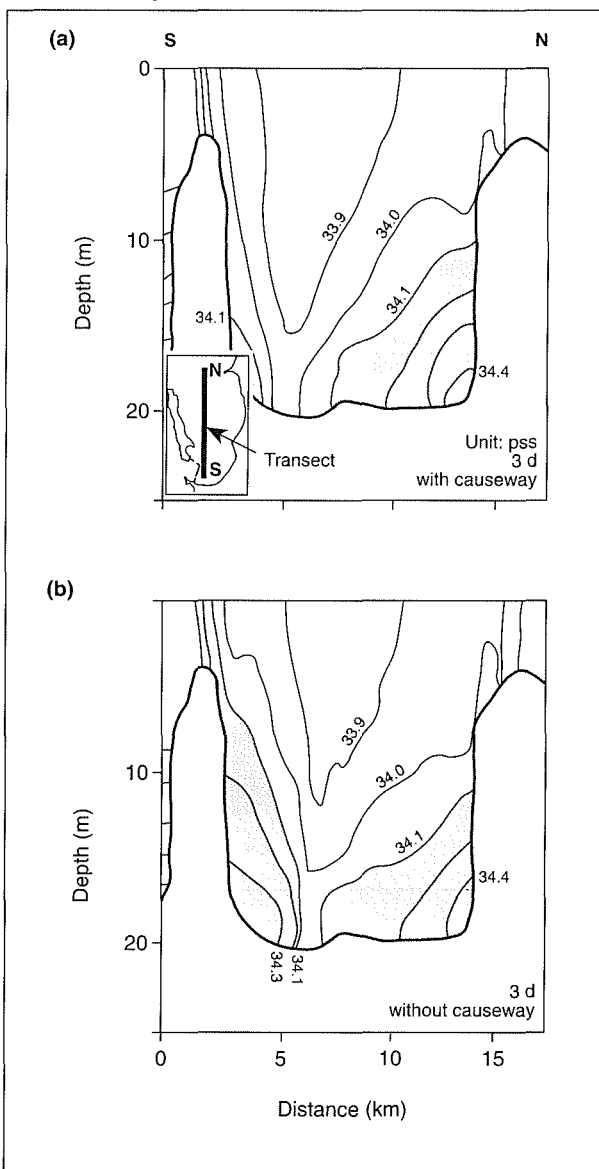 (a)
S
N
0
10
20
Depth (m)
33.9
34.0
34.1
34.1
34.4
N
S
Transect
Unit: pss
3 d
with causeway
(b)
10
20
Depth (m)
33.9
34.0
34.1
34.4
34.3
34.1
3 d
without causeway
0
5
10
15
Distance (km)